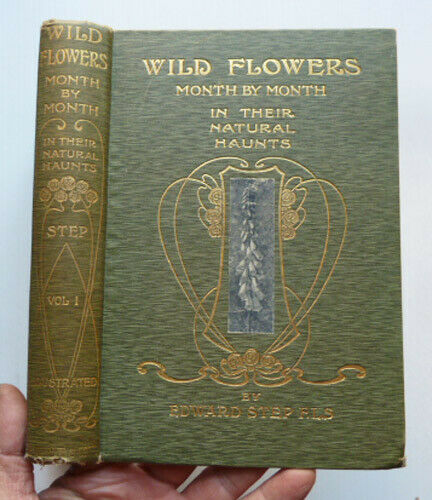 WILD
FLOWERS
MONTH
BY
MONTH
IN THEIR
NATURAL
HAUNTS
STEP
VOL I
ILLUSTRATED
WILD FLOWERS
MONTH BY MONTH
IN THEIR
NATURAL
HAUNTS
BY
EDWARD STEP F.L.S